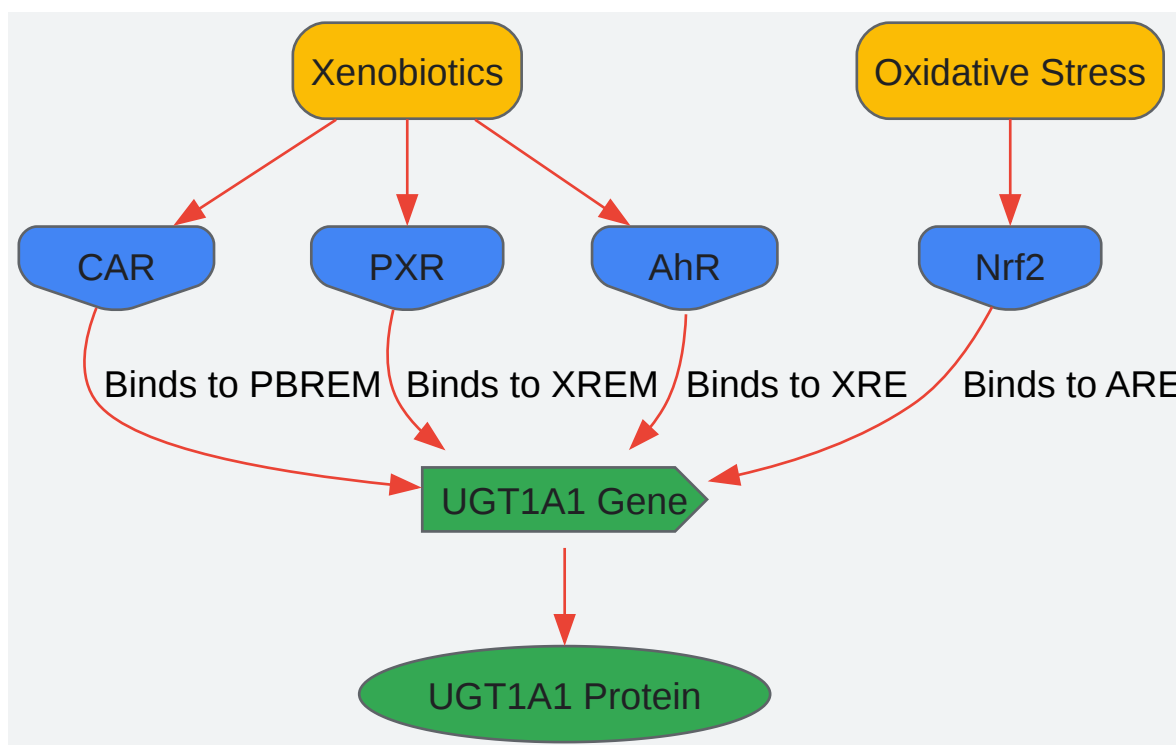 Xenobiotics
Oxidative Stress
CAR
PXR
AhR
Nrf2
Binds to PBREM
Binds to XREM
Binds to XRE
Binds to ARE
UGT1A1 Gene
UGT1A1 Protein